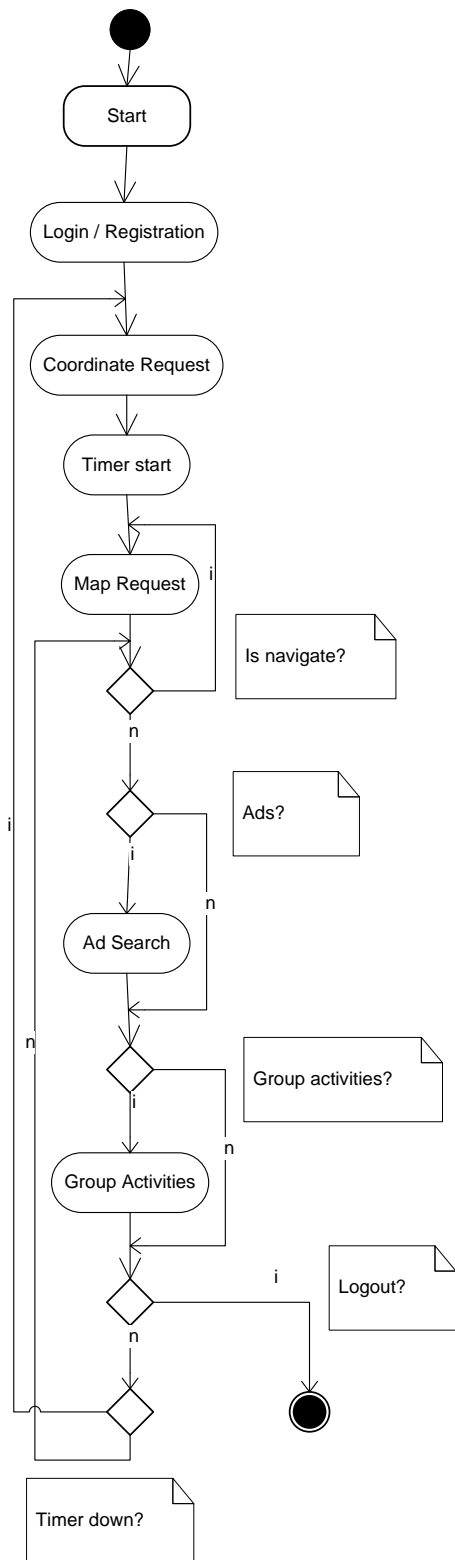 Start
Login / Registration
Coordinate Request
Timer start
Map Request
i
Is navigate?
n
Ads?
i
i
n
Ad Search
n
Group activities?
i
n
Group Activities
i
Logout?
n
Timer down?